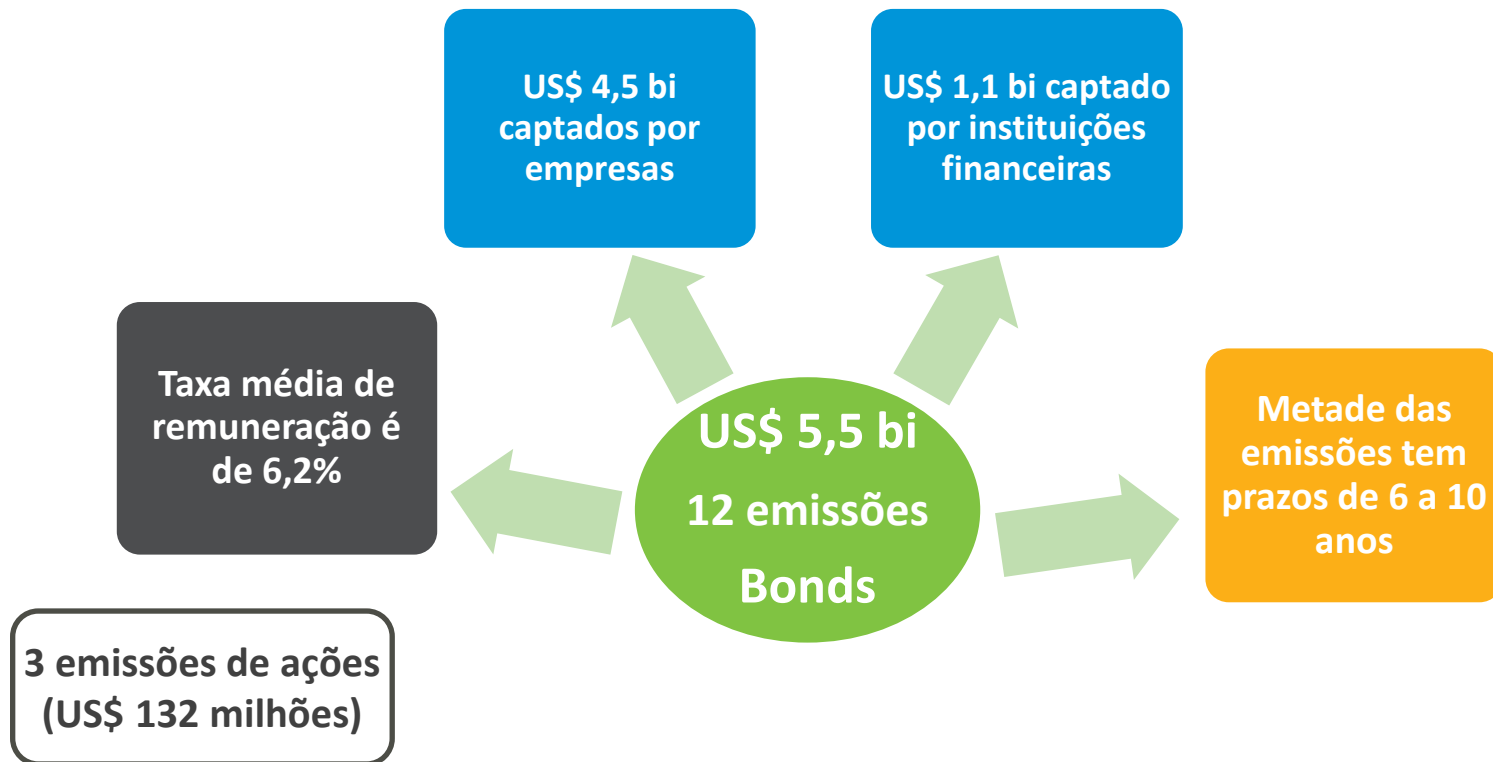 US$ 4,5 bi
captados por
empresas
US$ 1,1 bi captado
por instituições
financeiras
Taxa média de
remuneração é
de 6,2%
US$ 5,5 bi
12 emissões
Bonds
Metade das
emissões tem
prazos de 6 a 10
anos
3 emissões de ações
(US$ 132 milhões)